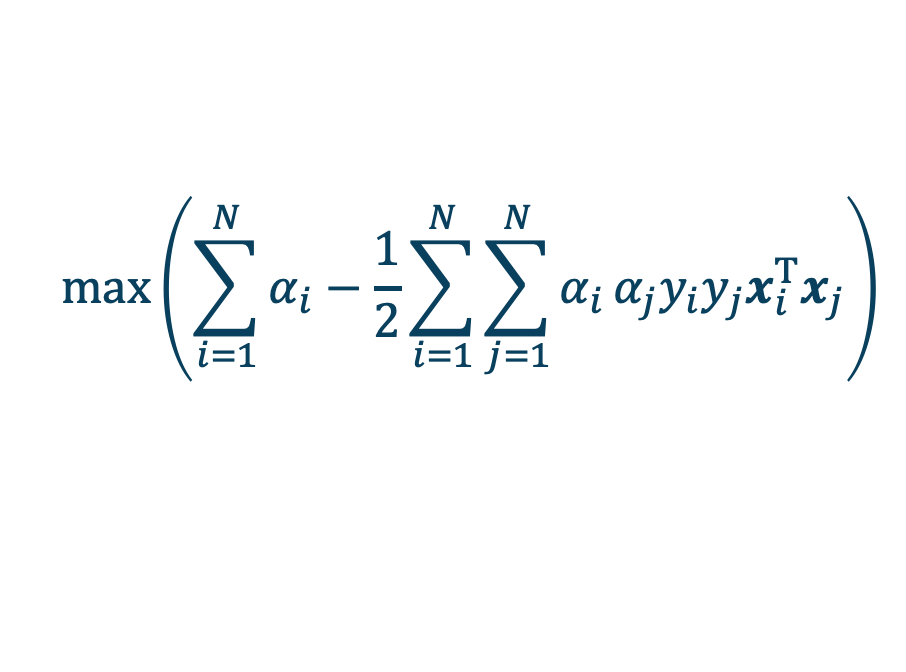 max(∑_{i=1}^{N} α_i − 1/2 ∑_{i=1}^{N} ∑_{j=1}^{N} α_i α_j y_i y_j 𝒙_i^T 𝒙_j)